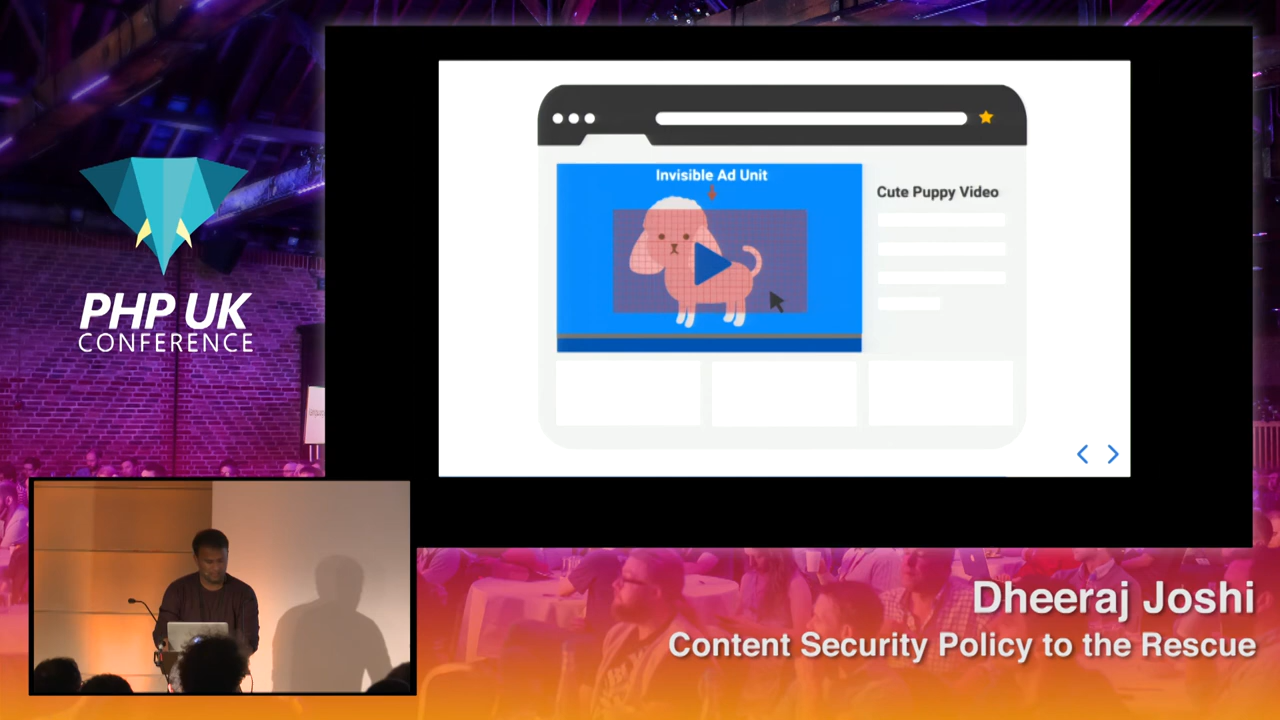 PHP UK
CONFERENCE
Invisible Ad Unit
Cute Puppy Video
Dheeraj Joshi
Content Security Policy to the Rescue